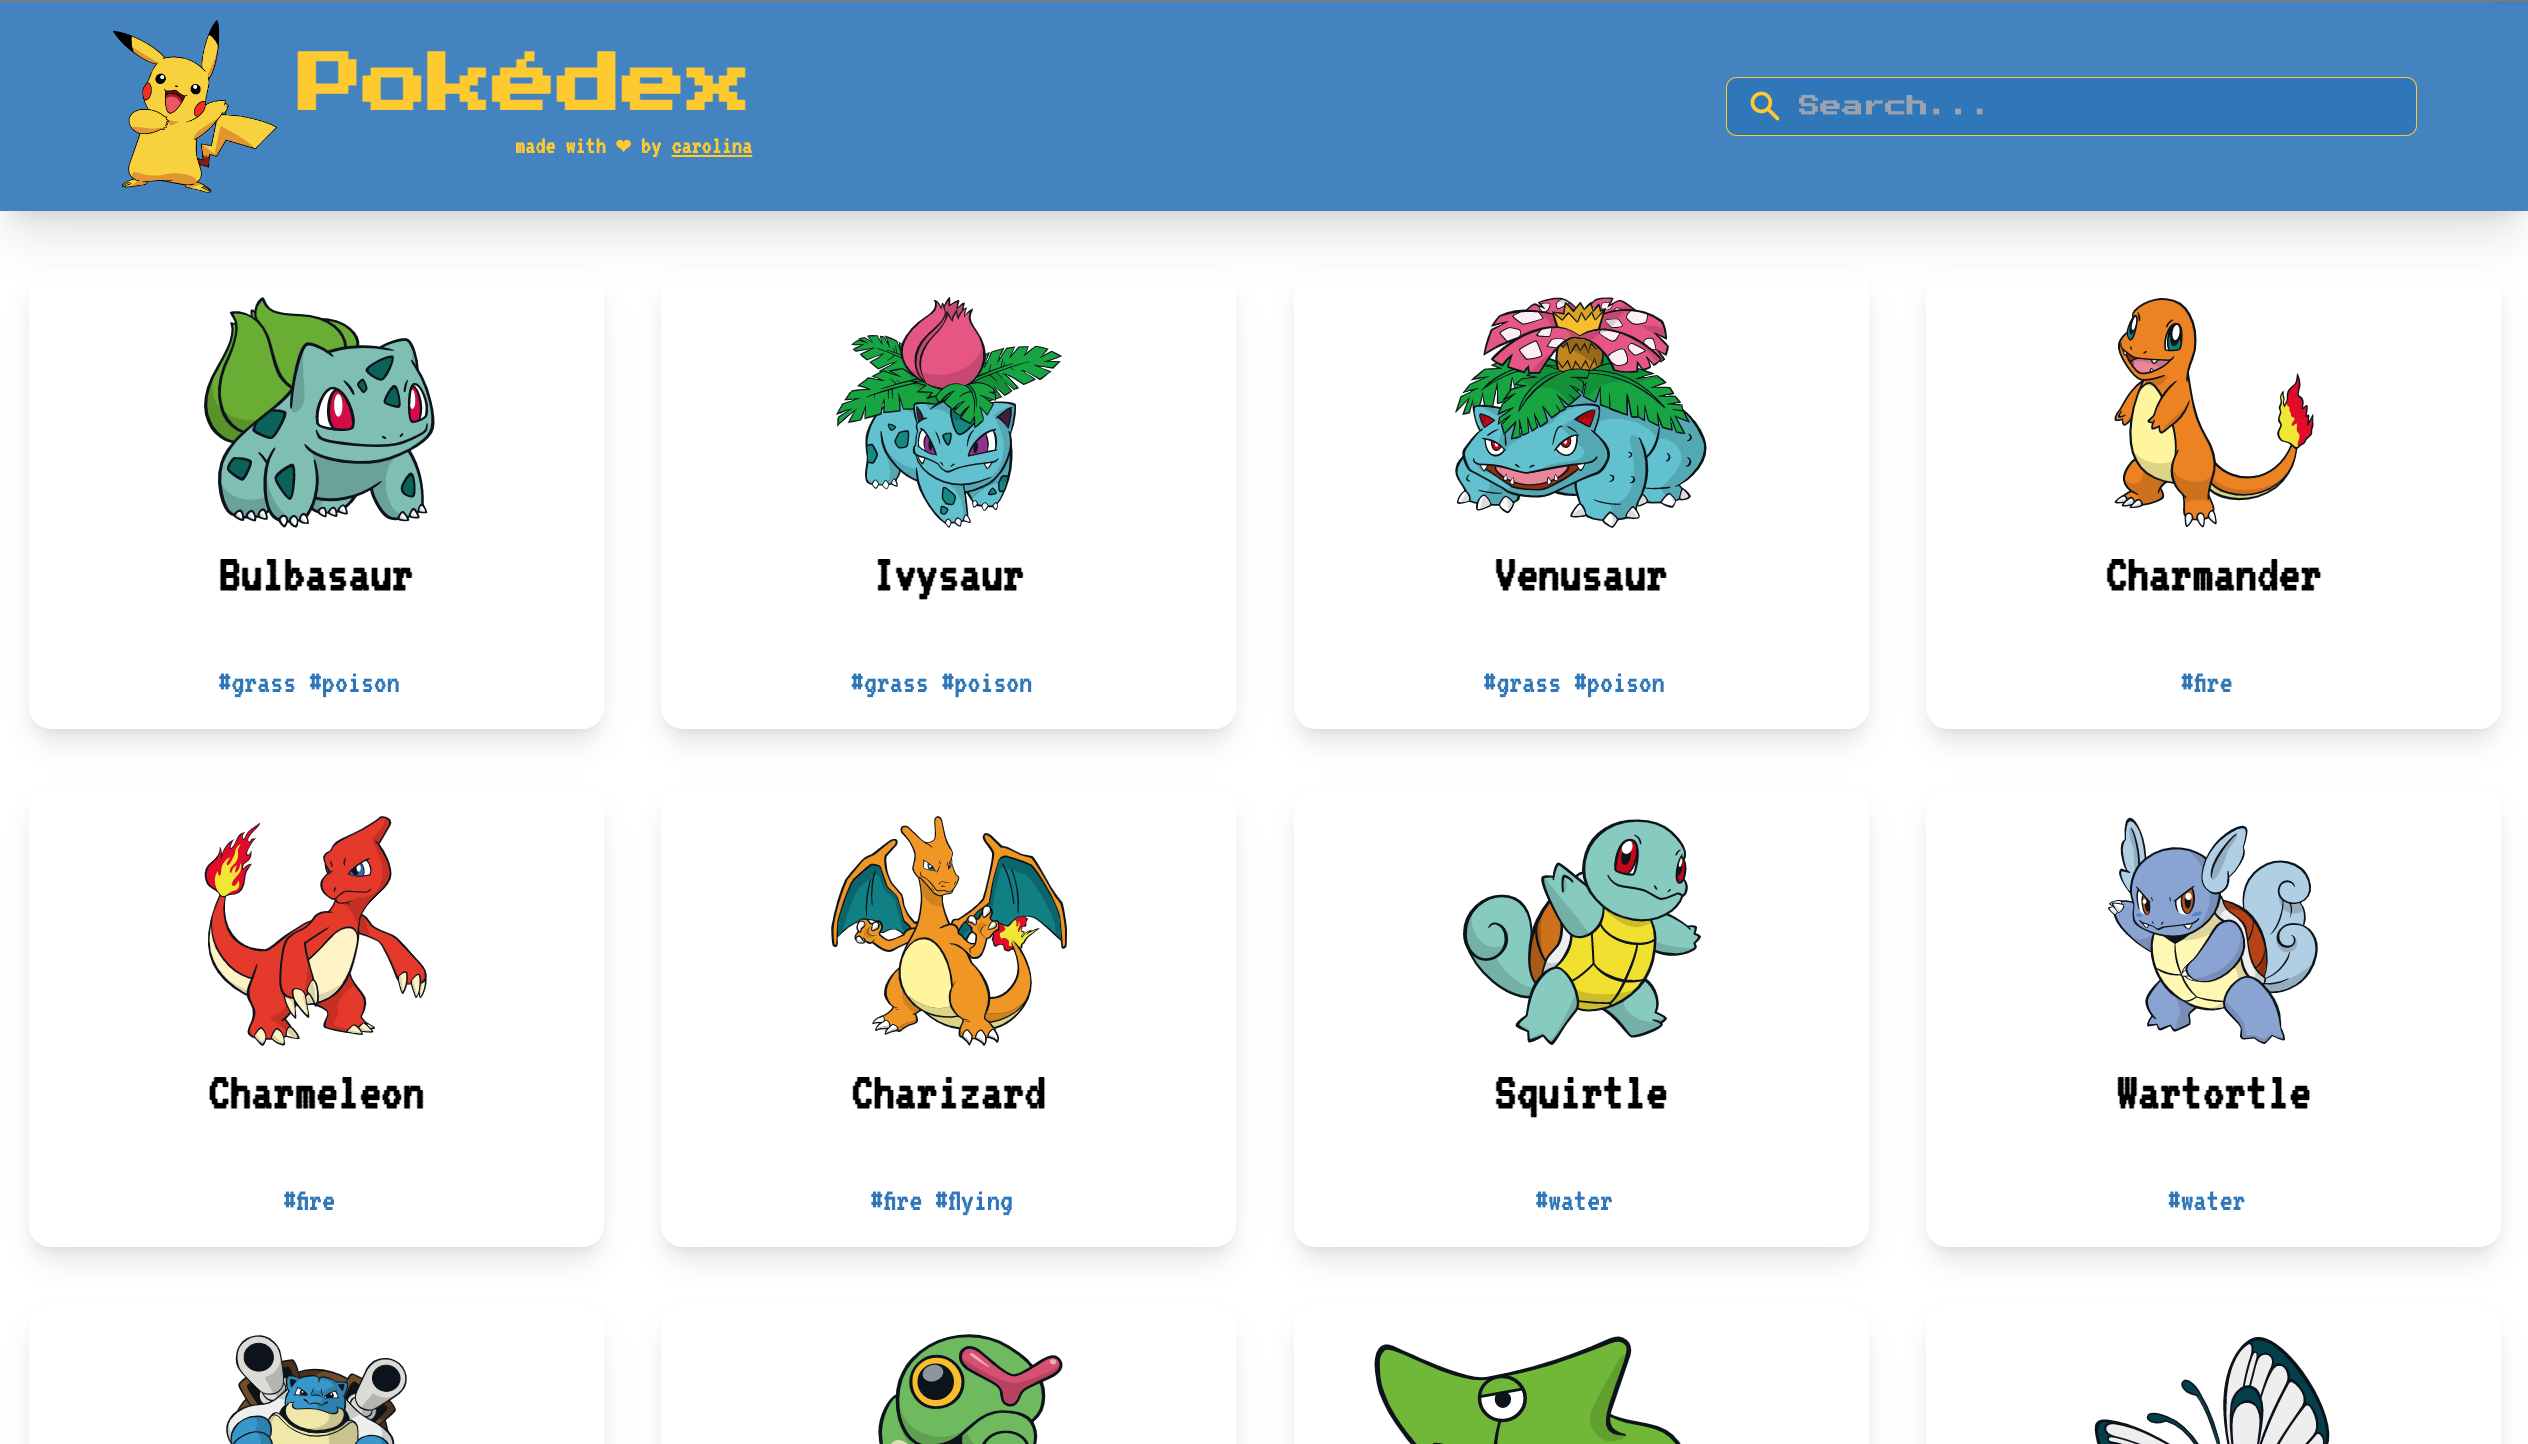 Pokédex
made with ❤ by carolina
Search...
Bulbasaur
Ivysaur
Venusaur
Charmander
#grass #poison
#grass #poison
#grass #poison
#fire
Charmeleon
Charizard
Squirtle
Wartortle
#fire
#fire #flying
#water
#water